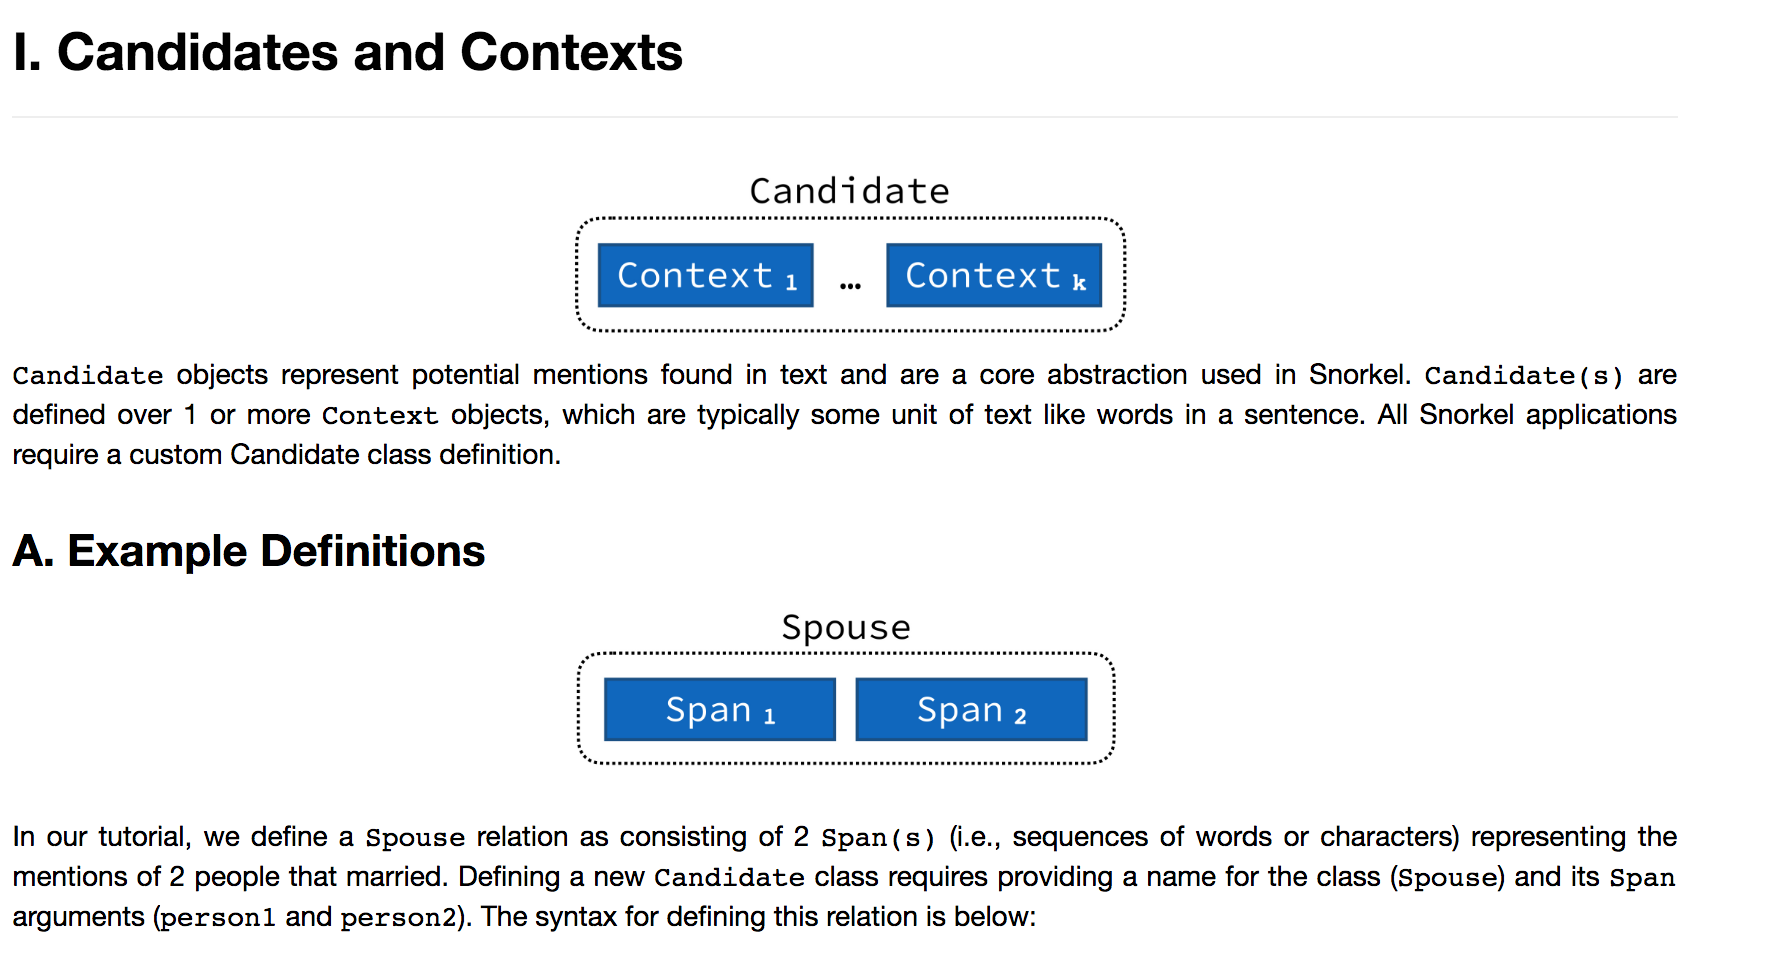 I. Candidates and Contexts
Candidate
Context 1 ... Context k
Candidate objects represent potential mentions found in text and are a core abstraction used in Snorkel. Candidate(s) are
defined over 1 or more Context objects, which are typically some unit of text like words in a sentence. All Snorkel applications
require a custom Candidate class definition.
A. Example Definitions
Spouse
Span 1 Span 2
In our tutorial, we define a Spouse relation as consisting of 2 Span(s) (i.e., sequences of words or characters) representing the
mentions of 2 people that married. Defining a new Candidate class requires providing a name for the class (Spouse) and its Span
arguments (person1 and person2). The syntax for defining this relation is below: